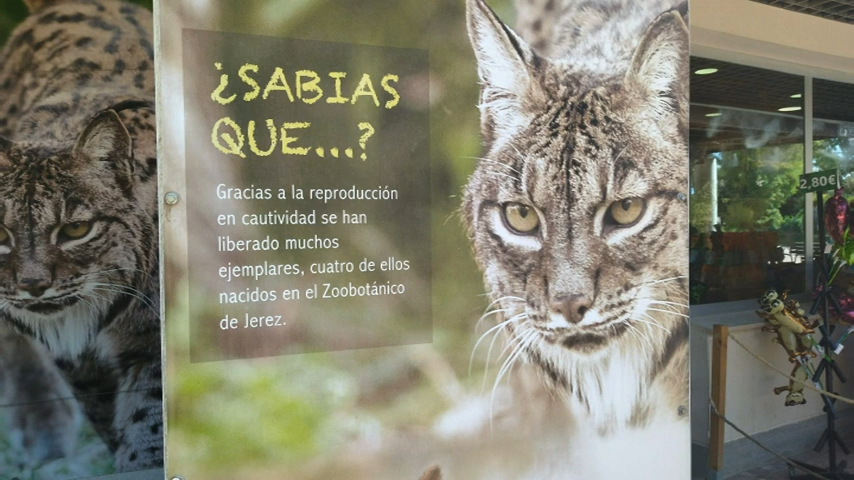 ¿SABIAS
QUE...?
Gracias a la reproducción
en cautividad se han
liberado muchos
ejemplares, cuatro de ellos
nacidos en el Zoobotánico
de Jerez.
2,80€